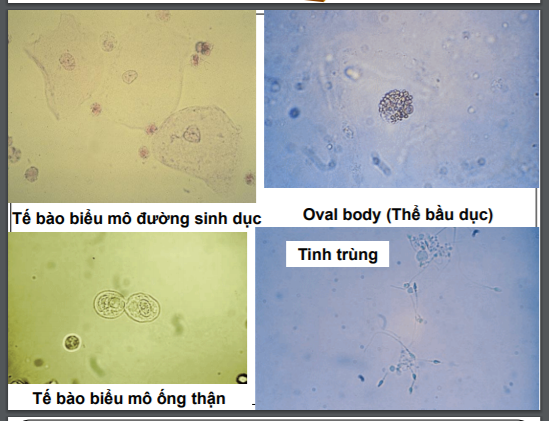 Tế bào biểu mô đường sinh dục
Oval body (Thể bầu dục)
Tinh trùng
Tế bào biểu mô ống thận